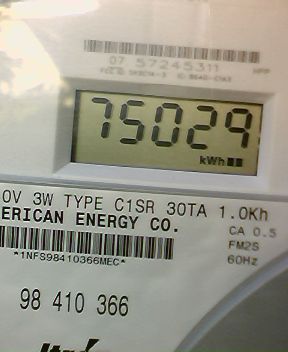 07 57245311
75029
kWh
0V 3W TYPE C1SR 30TA 1.0Kh
ERICAN ENERGY CO.
CA 0.5
FM2S
*1NFS98410366MEC*
60Hz
98 410 366